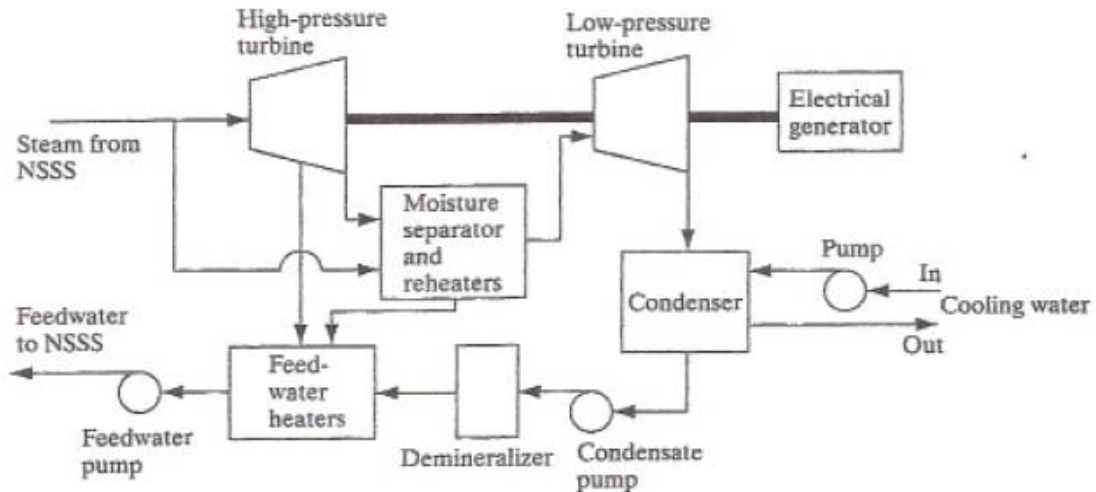 High-pressure
turbine
Low-pressure
turbine
Electrical
generator
Steam from
NSSS
Moisture
separator
and
reheaters
Pump
In
Condenser
Cooling water
Out
Feedwater
to NSSS
Feed-
water
heaters
Feedwater
pump
Demineralizer
Condensate
pump